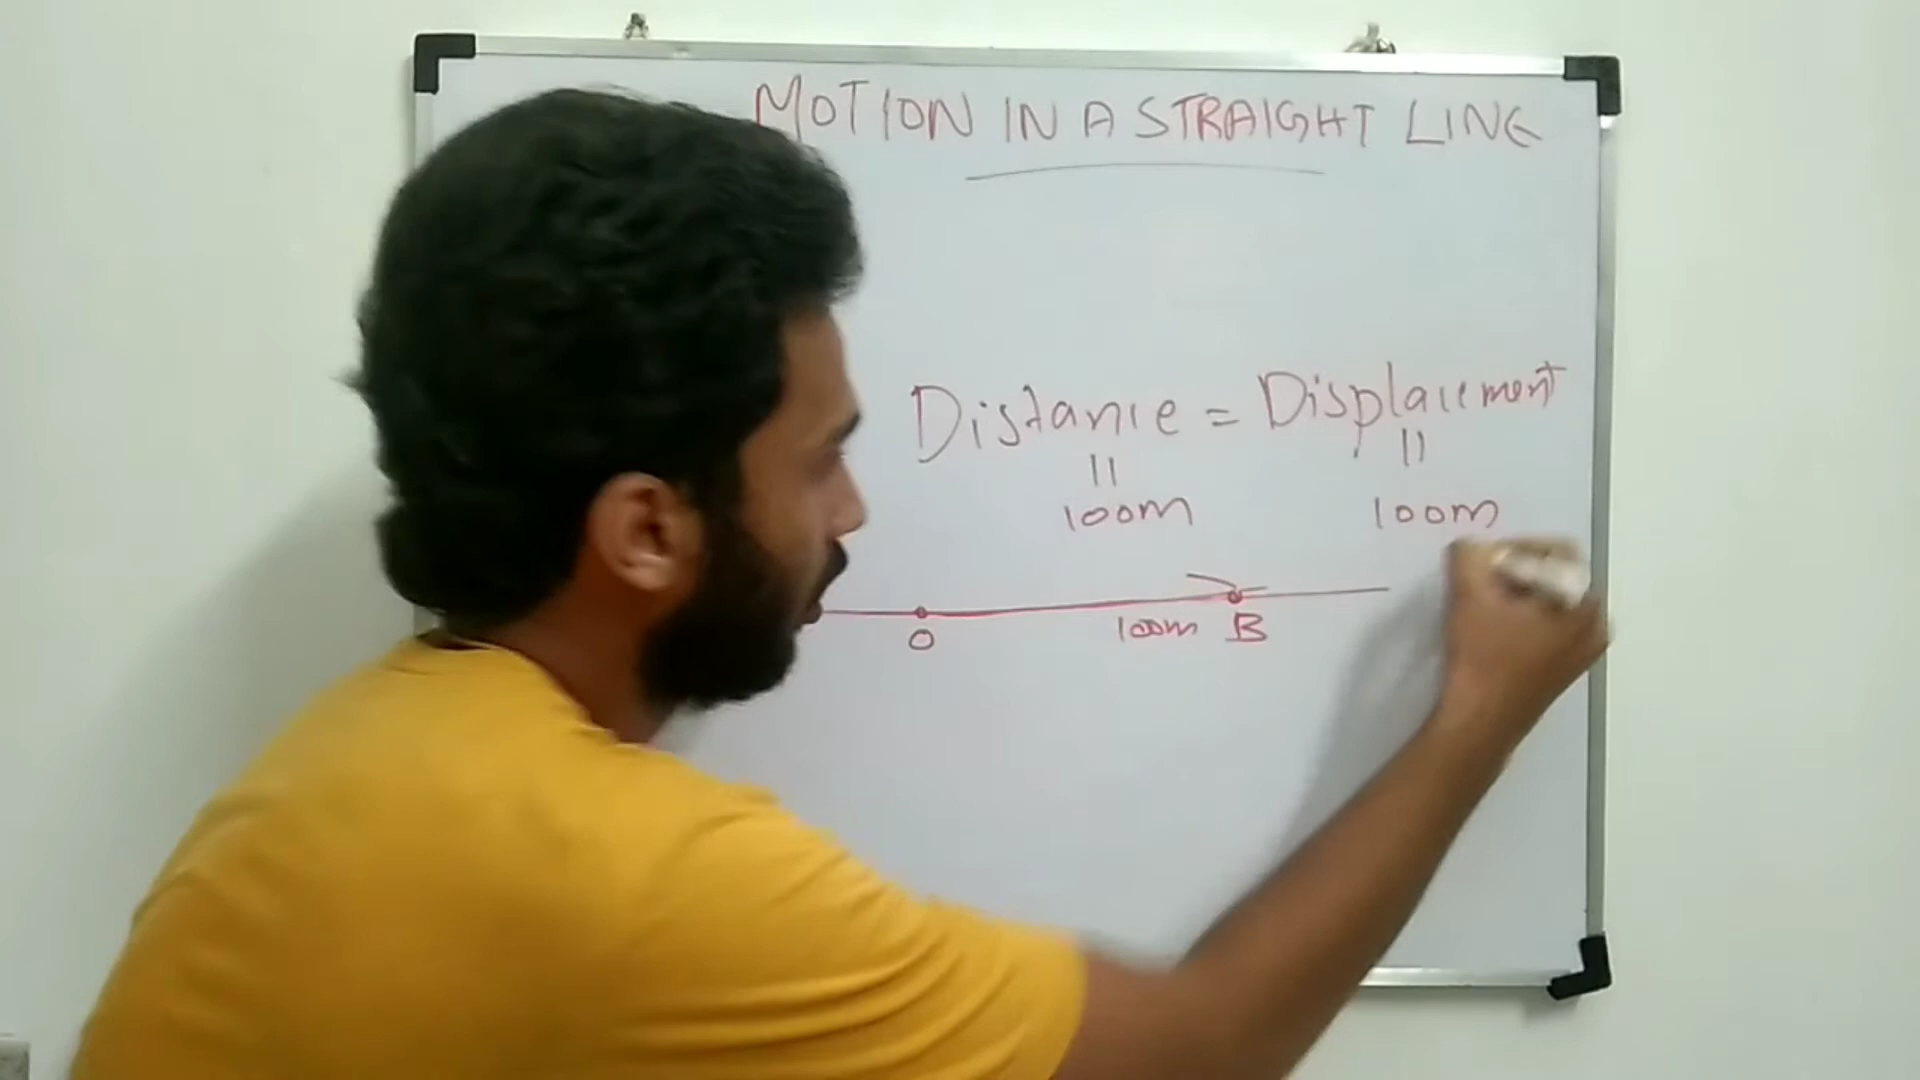 MOTION IN A STRAIGHT LINE
Distance = Displacement
|| ||
100m 100m
O 100m B